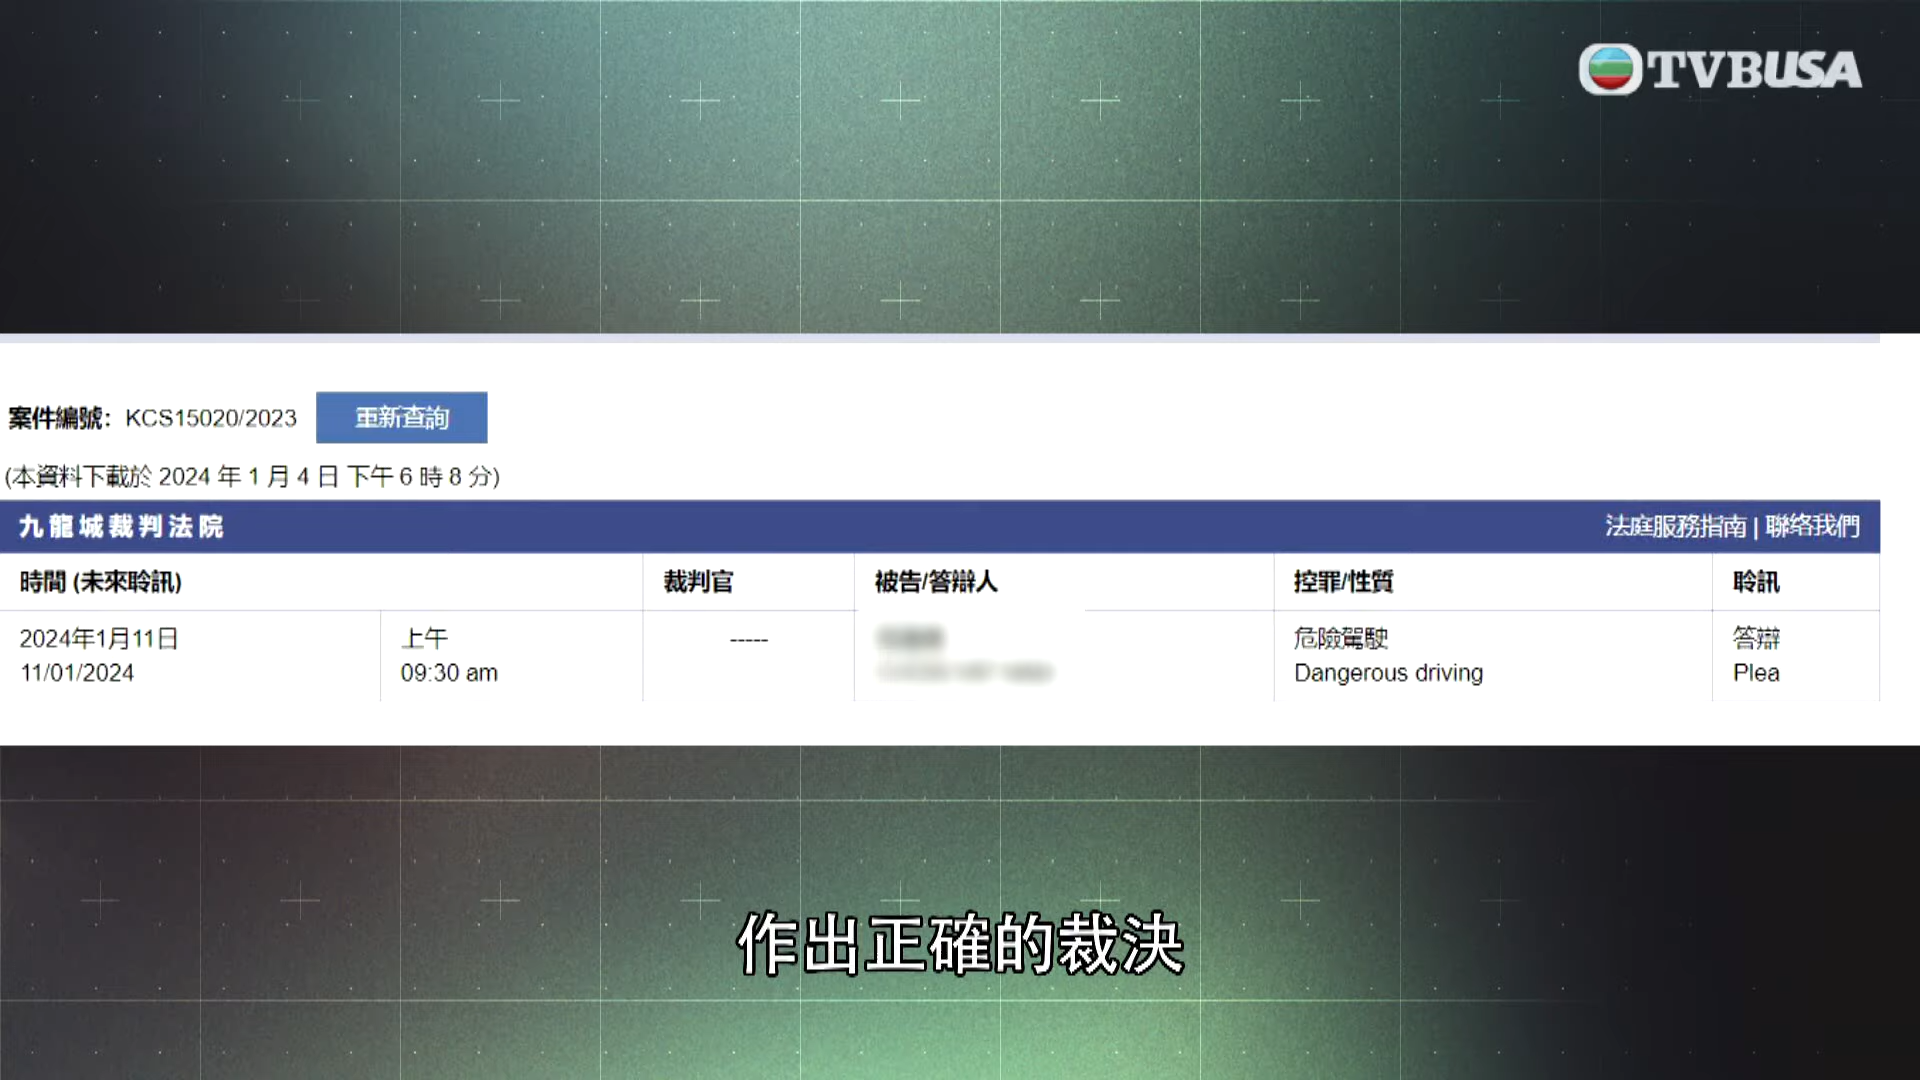 TVBUSA
案件編號: KCS15020/2023 重新查詢
(本資料下載於 2024 年 1 月 4 日 下午 6 時 8 分)
九龍城裁判法院 法庭服務指南 | 聯絡我們
時間 (未來聆訊) 裁判官 被告/答辯人 控罪/性質 聆訊
2024年1月11日 上午 ----- 危險駕駛 答辯
11/01/2024 09:30 am Dangerous driving Plea
作出正確的裁決